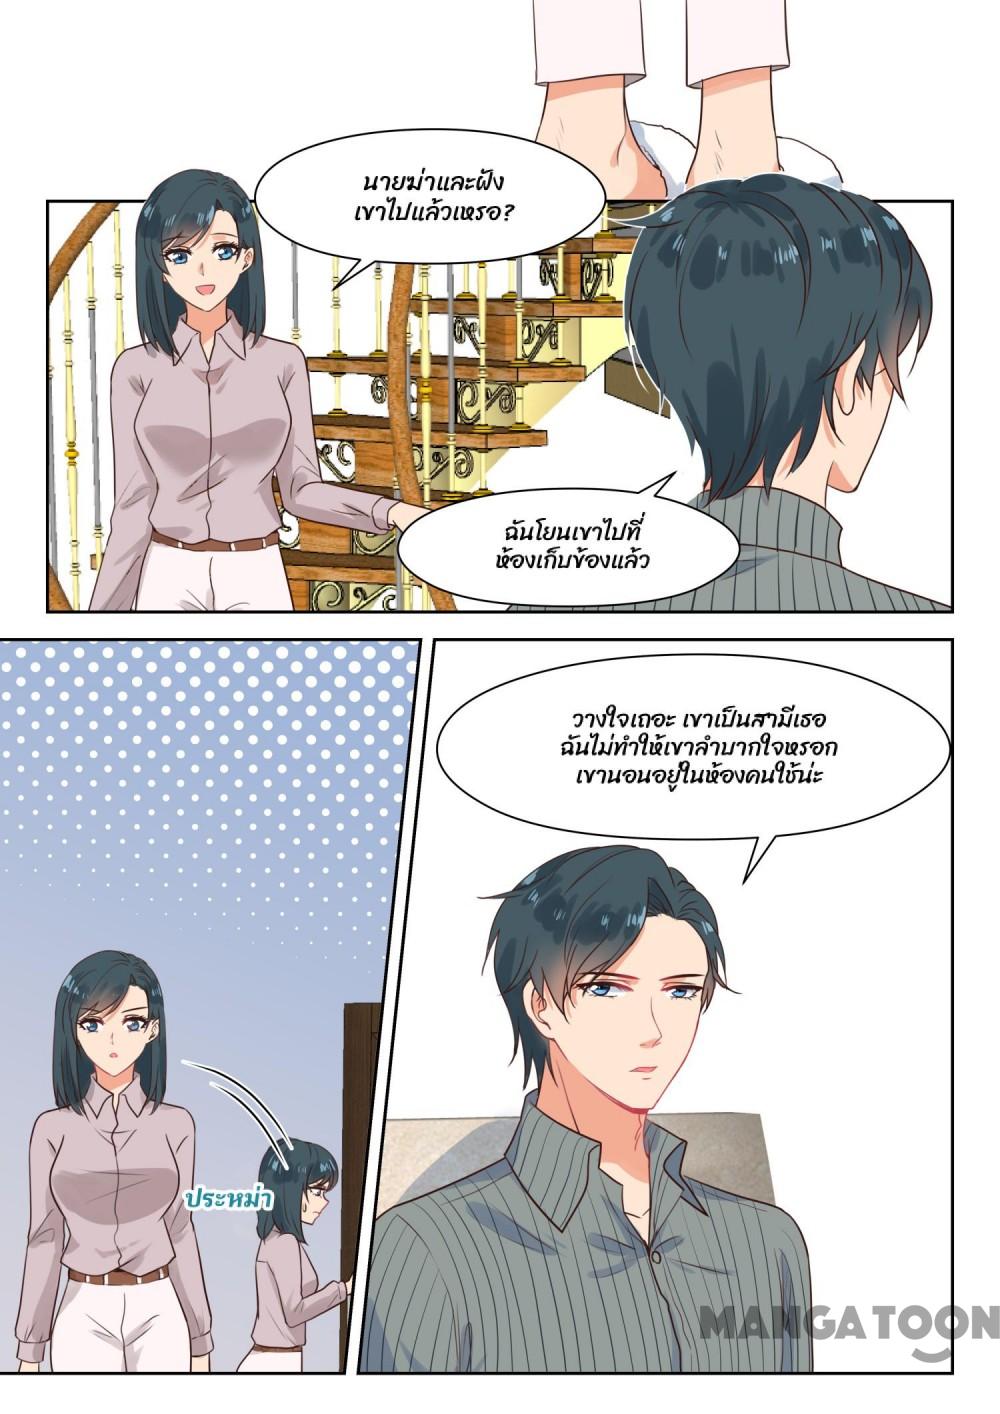 นายฆ่าและฝัง
เขาไปแล้วเหรอ?
ฉันโยนเขาไปที่
ห้องเก็บข้องแล้ว
วางใจเถอะ เขาเป็นสามีเธอ
ฉันไม่ทำให้เขาลำบากใจหรอก
เขานอนอยู่ในห้องคนใช้น่ะ
ประหม่า
MANGATOON